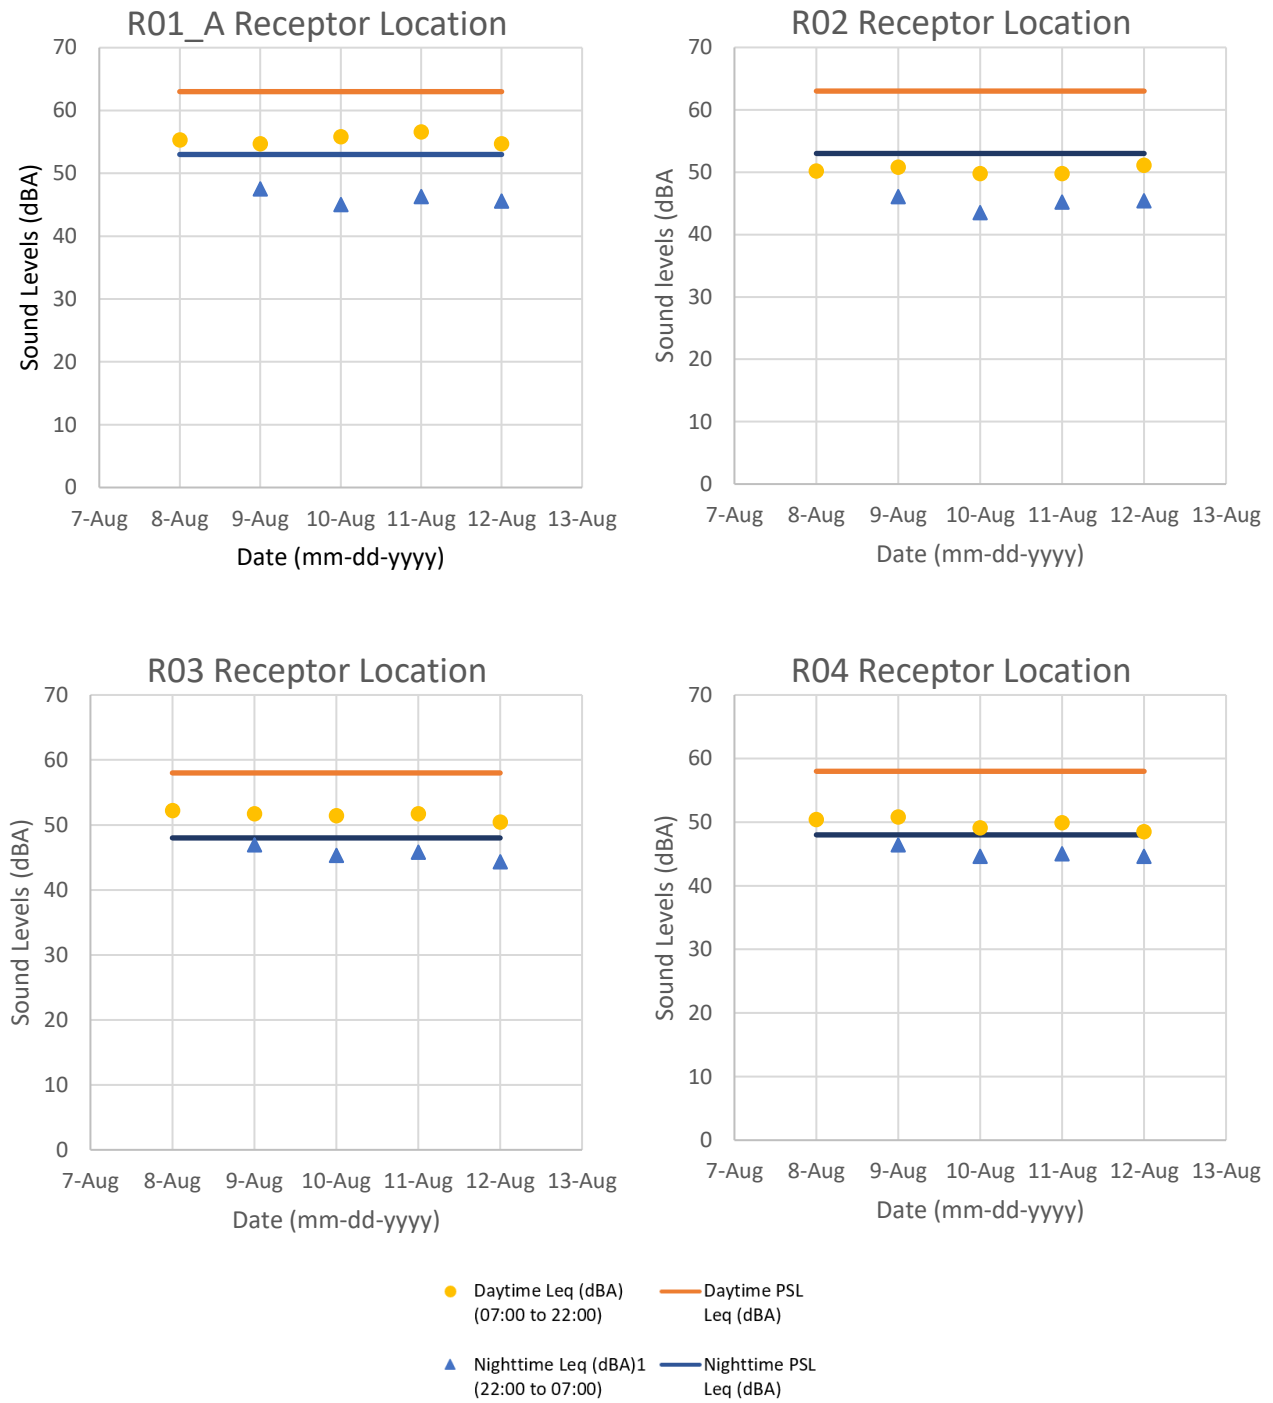 R01_A Receptor Location
70
60
50
40
30
20
10
0
Sound Levels (dBA)
7-Aug 8-Aug 9-Aug 10-Aug 11-Aug 12-Aug 13-Aug
Date (mm-dd-yyyy)
R02 Receptor Location
70
60
50
40
30
20
10
0
Sound levels (dBA
7-Aug 8-Aug 9-Aug 10-Aug 11-Aug 12-Aug 13-Aug
Date (mm-dd-yyyy)
R03 Receptor Location
70
60
50
40
30
20
10
0
Sound Levels (dBA)
7-Aug 8-Aug 9-Aug 10-Aug 11-Aug 12-Aug 13-Aug
Date (mm-dd-yyyy)
R04 Receptor Location
70
60
50
40
30
20
10
0
Sound Levels (dBA)
7-Aug 8-Aug 9-Aug 10-Aug 11-Aug 12-Aug 13-Aug
Date (mm-dd-yyyy)
Daytime Leq (dBA)
(07:00 to 22:00)
Daytime PSL
Leq (dBA)
Nighttime Leq (dBA)1
(22:00 to 07:00)
Nighttime PSL
Leq (dBA)